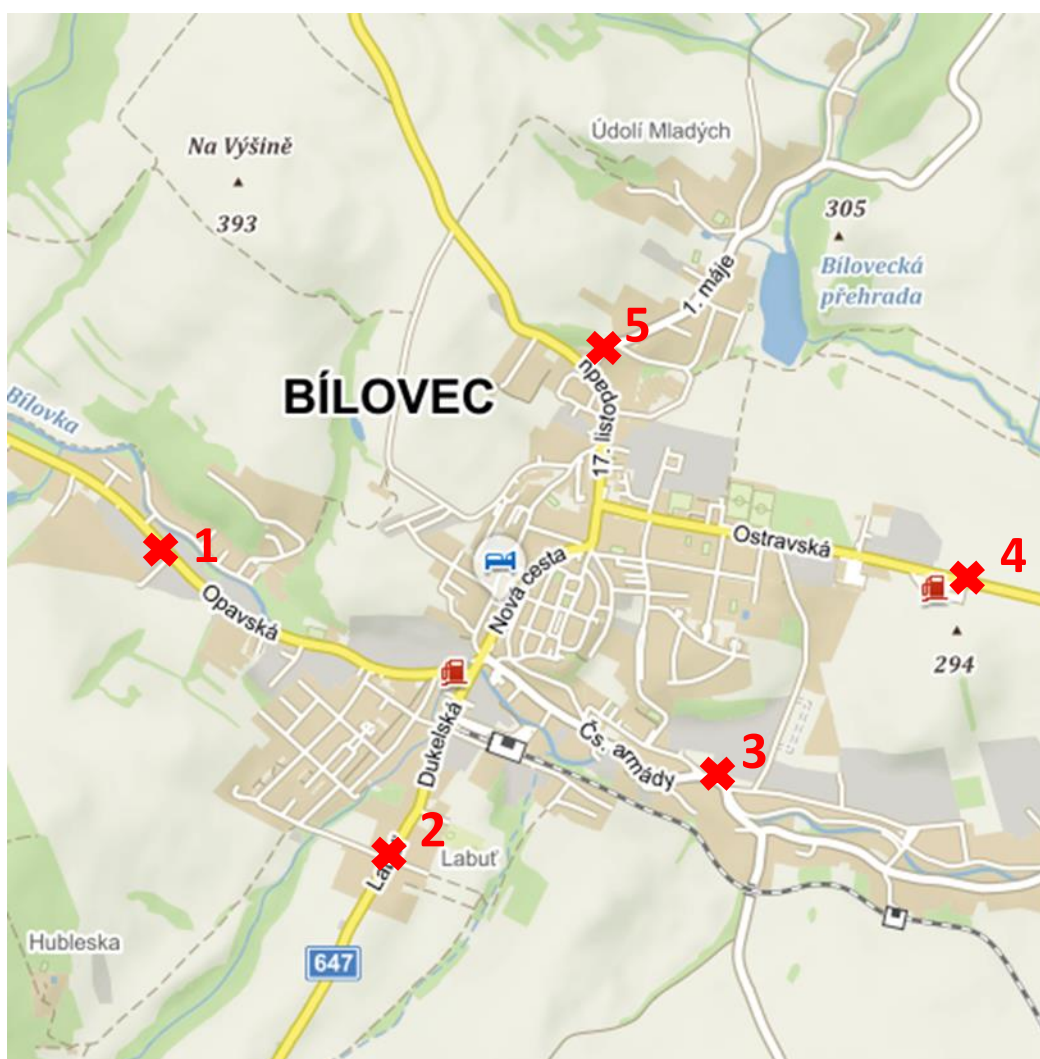 Údolí Mladých
Na Výšině
393
305
Bílovecká
přehrada
1. máje
5
BÍLOVEC
17. listopadu
Bílovka
1
Opavská
Nová cesta
Ostravská
4
294
Dukelská
Čs. armády
3
2
Labuť
Hubleska
647